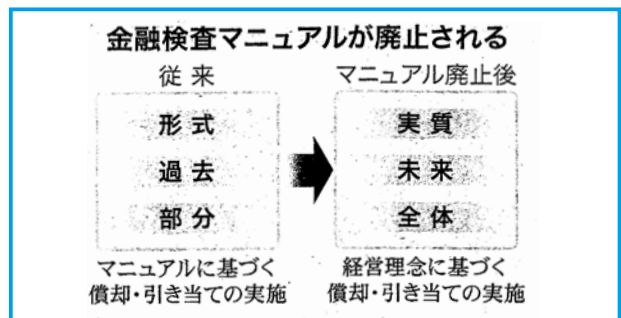 金融検査マニュアルが廃止される
従来
マニュアル廃止後
形式
実質
過去
未来
部分
全体
マニュアルに基づく
償却・引き当ての実施
経営理念に基づく
償却・引き当ての実施